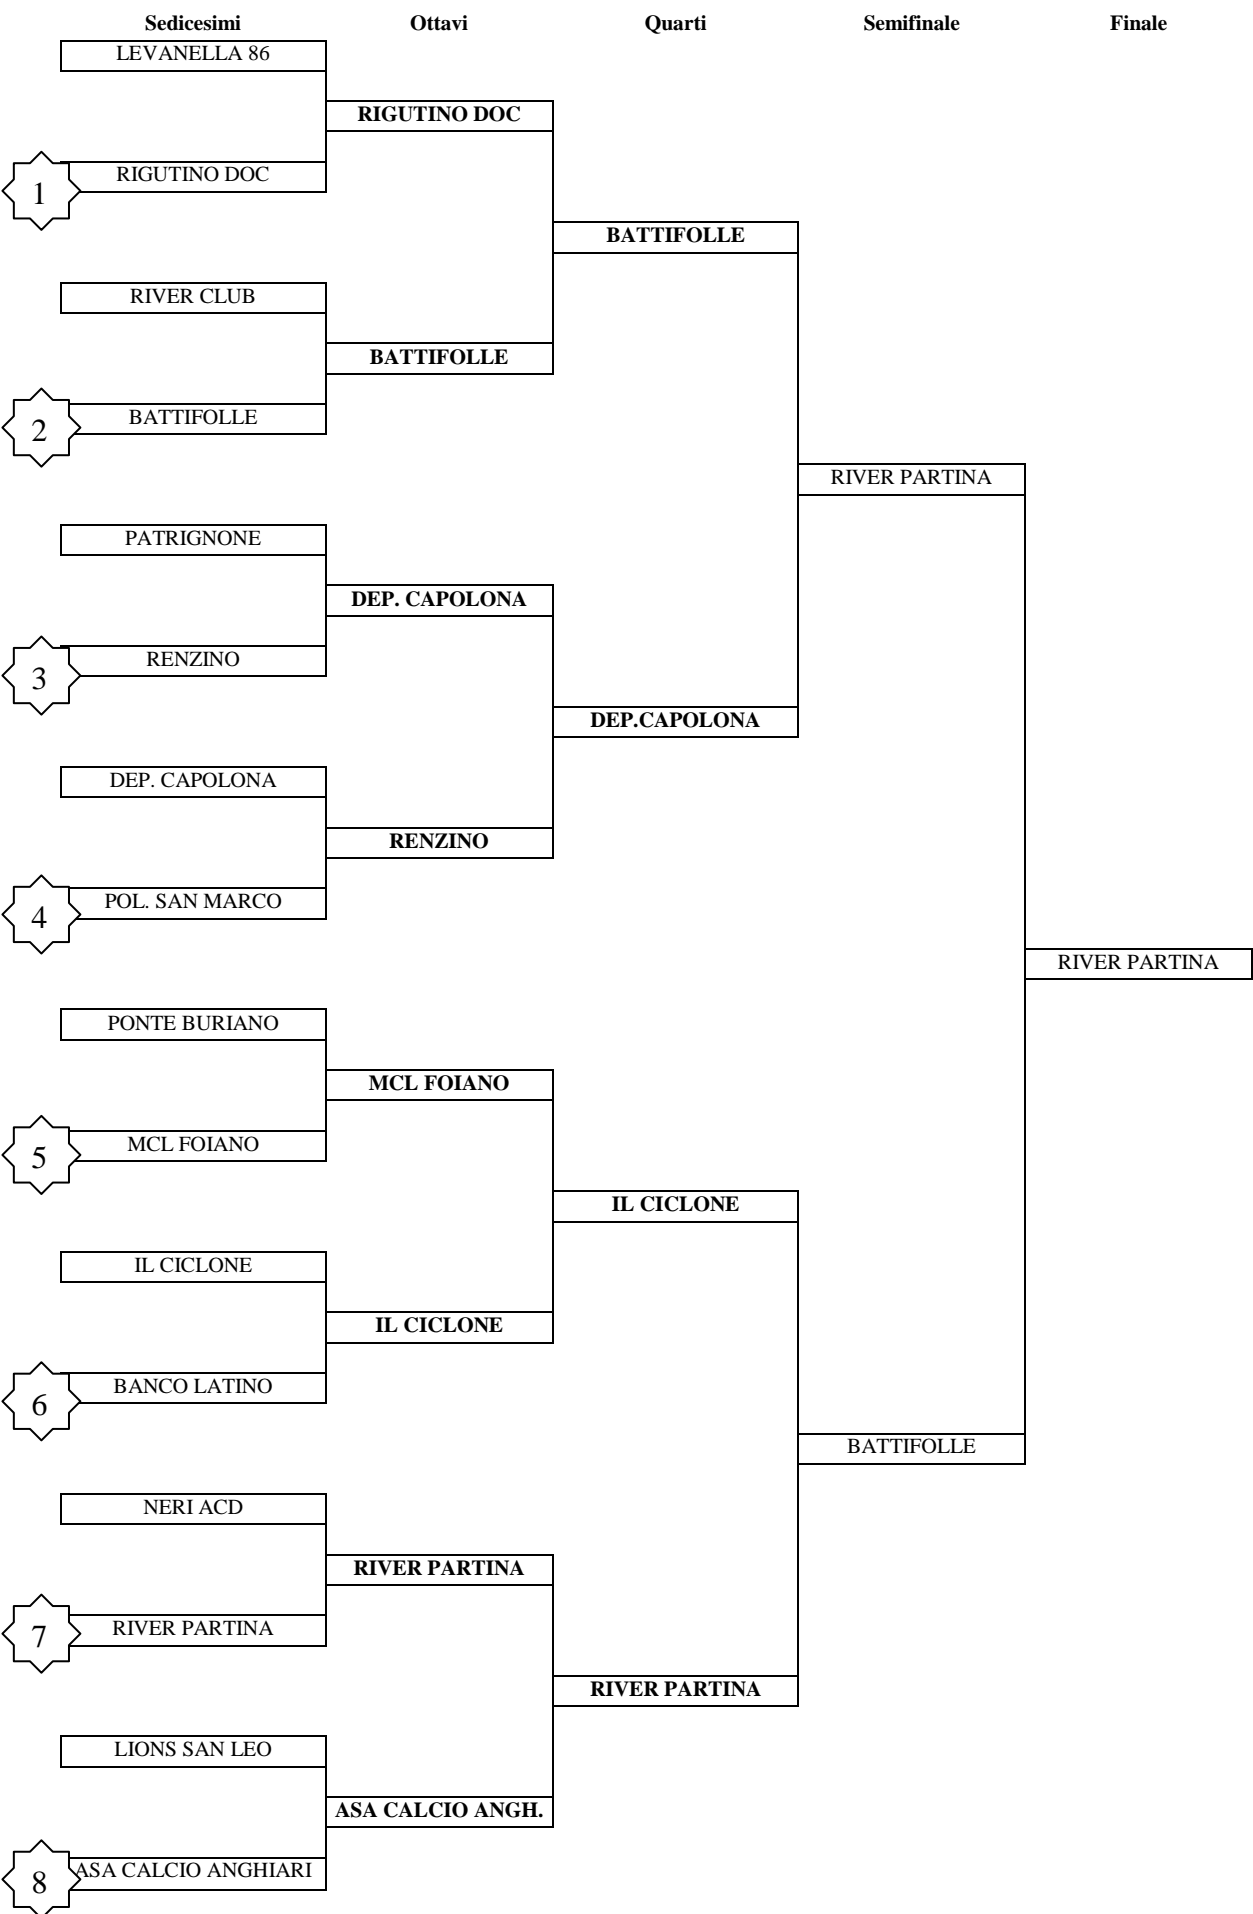 Sedicesimi Ottavi Quarti Semifinale Finale
LEVANELLA 86
RIGUTINO DOC
1 RIGUTINO DOC
BATTIFOLLE
RIVER CLUB
BATTIFOLLE
2 BATTIFOLLE
RIVER PARTINA
PATRIGNONE
DEP. CAPOLONA
3 RENZINO
DEP.CAPOLONA
DEP. CAPOLONA
RENZINO
4 POL. SAN MARCO
RIVER PARTINA
PONTE BURIANO
MCL FOIANO
5 MCL FOIANO
IL CICLONE
IL CICLONE
IL CICLONE
6 BANCO LATINO
BATTIFOLLE
NERI ACD
RIVER PARTINA
7 RIVER PARTINA
RIVER PARTINA
LIONS SAN LEO
ASA CALCIO ANGH.
8 ASA CALCIO ANGHIARI